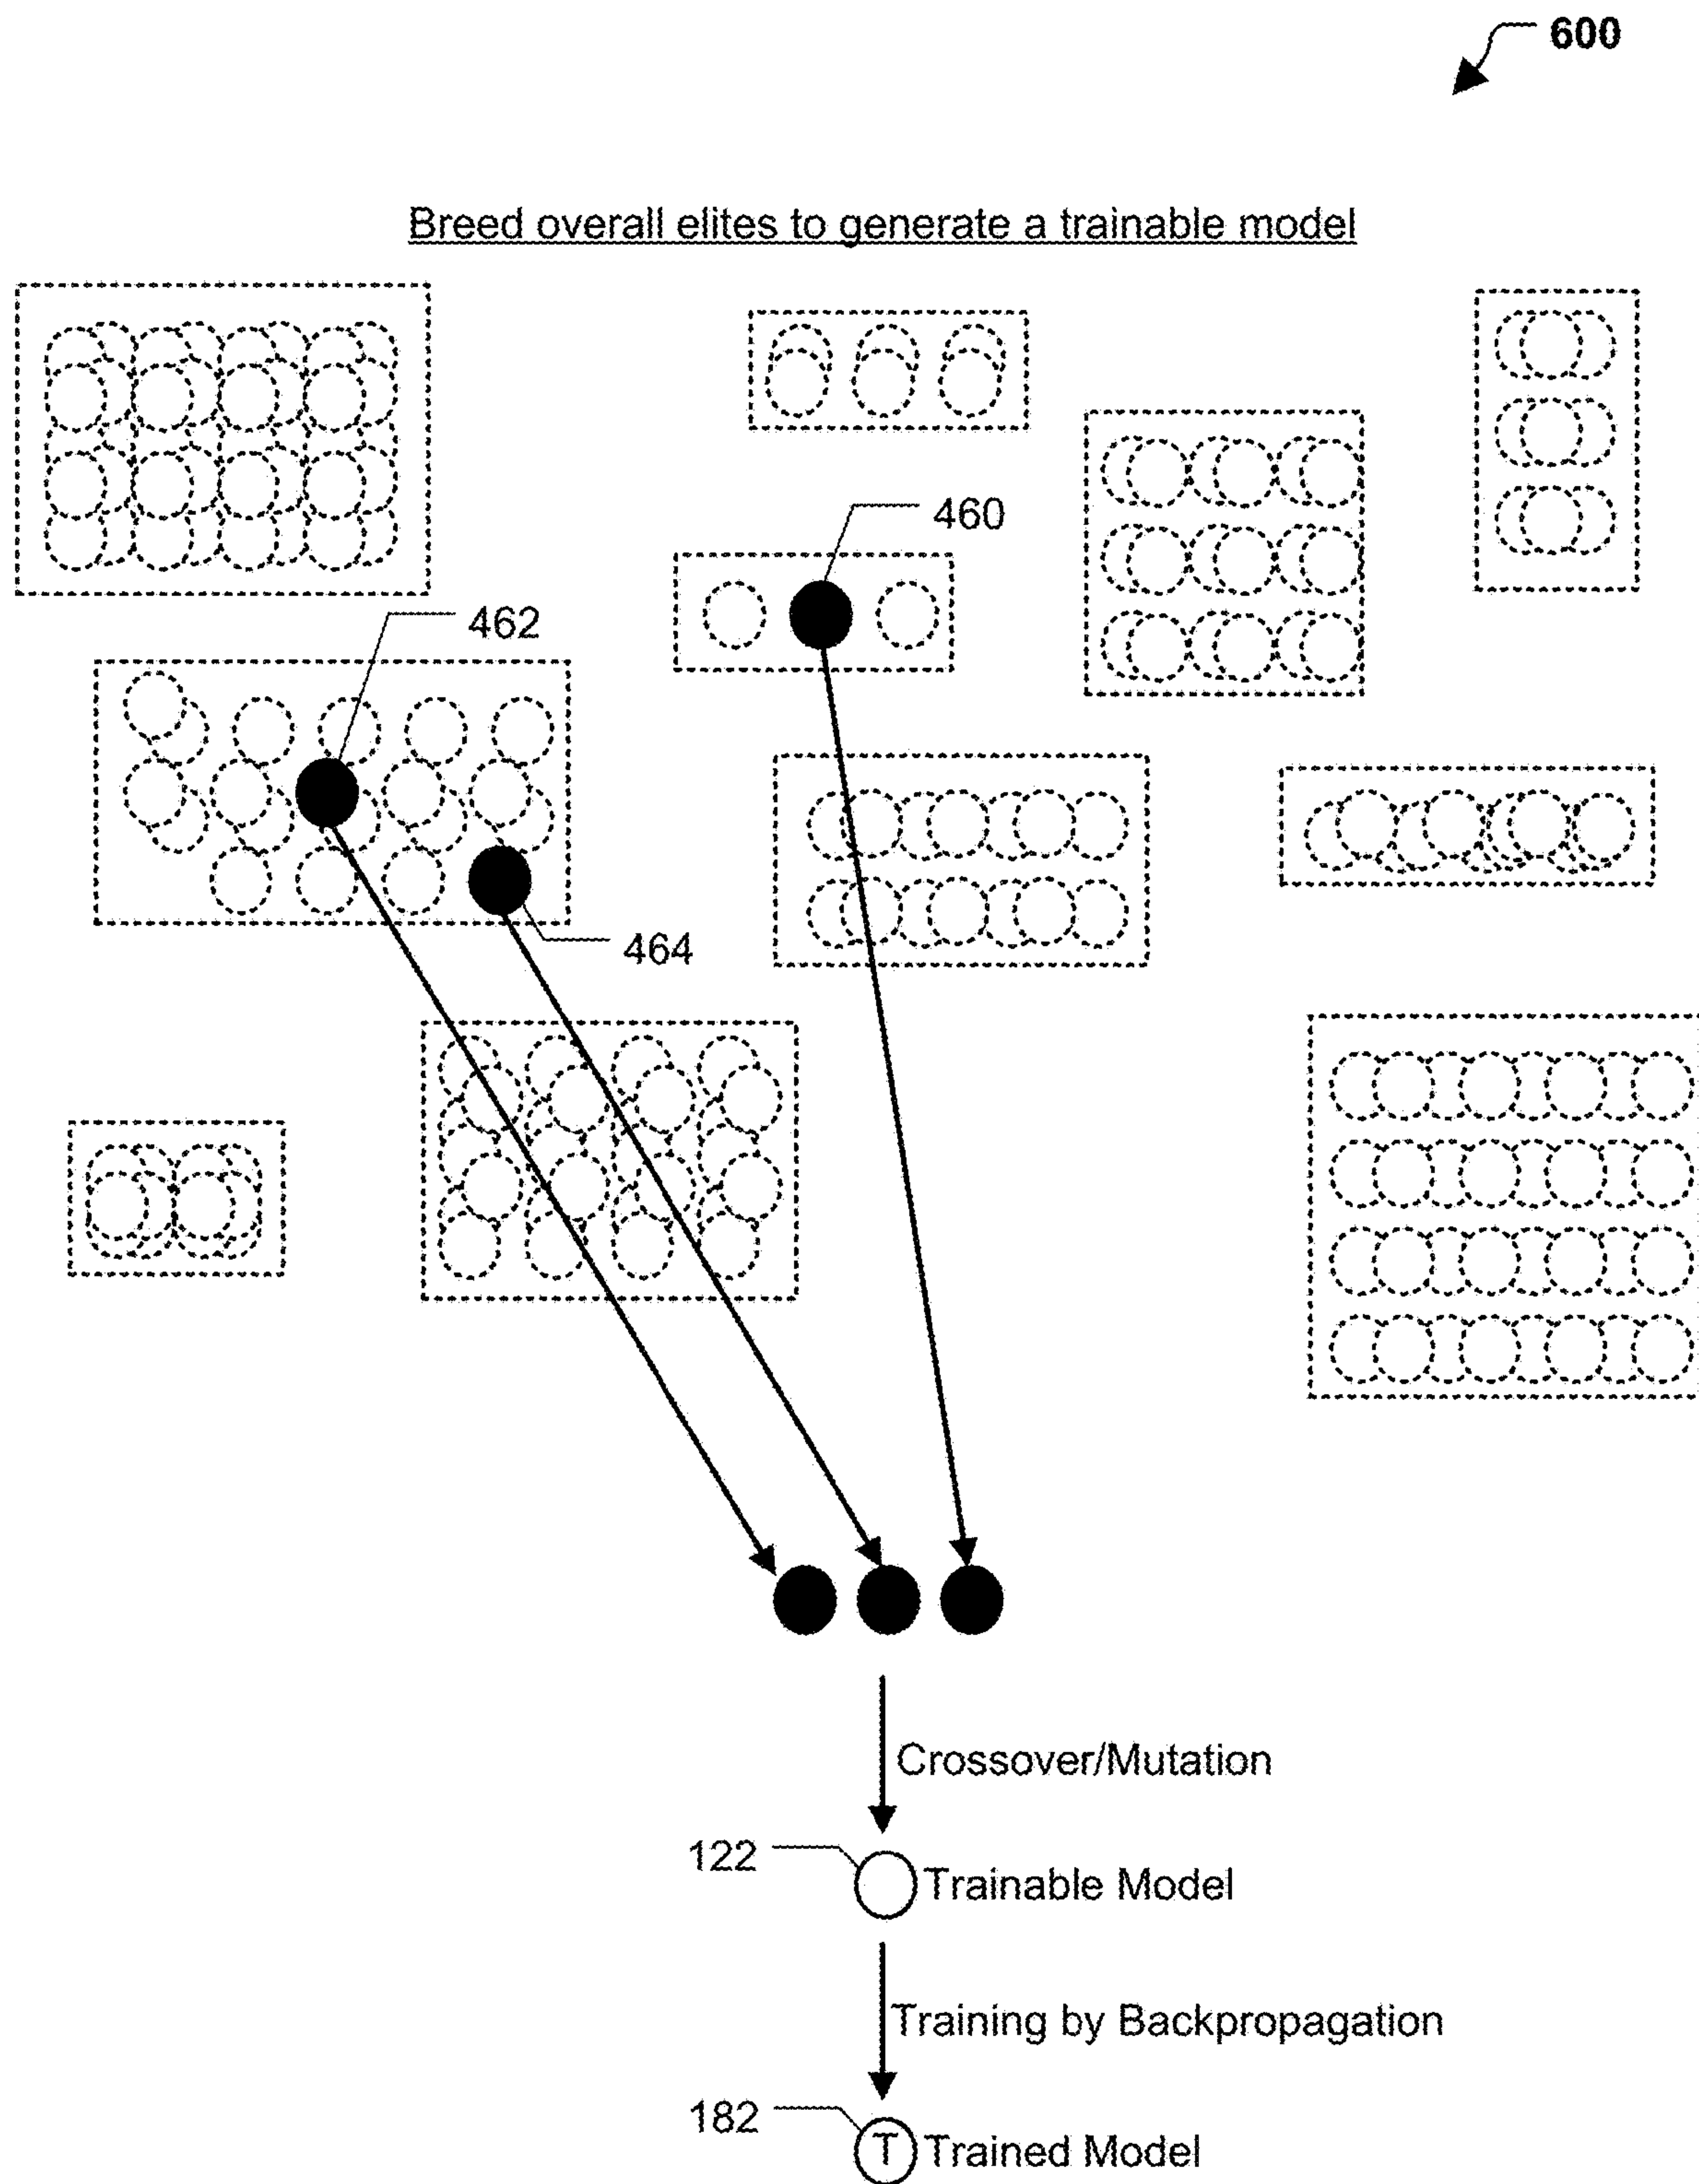 600
Breed overall elites to generate a trainable model
460
462
464
Crossover/Mutation
122
Trainable Model
Training by Backpropagation
182
T
Trained Model